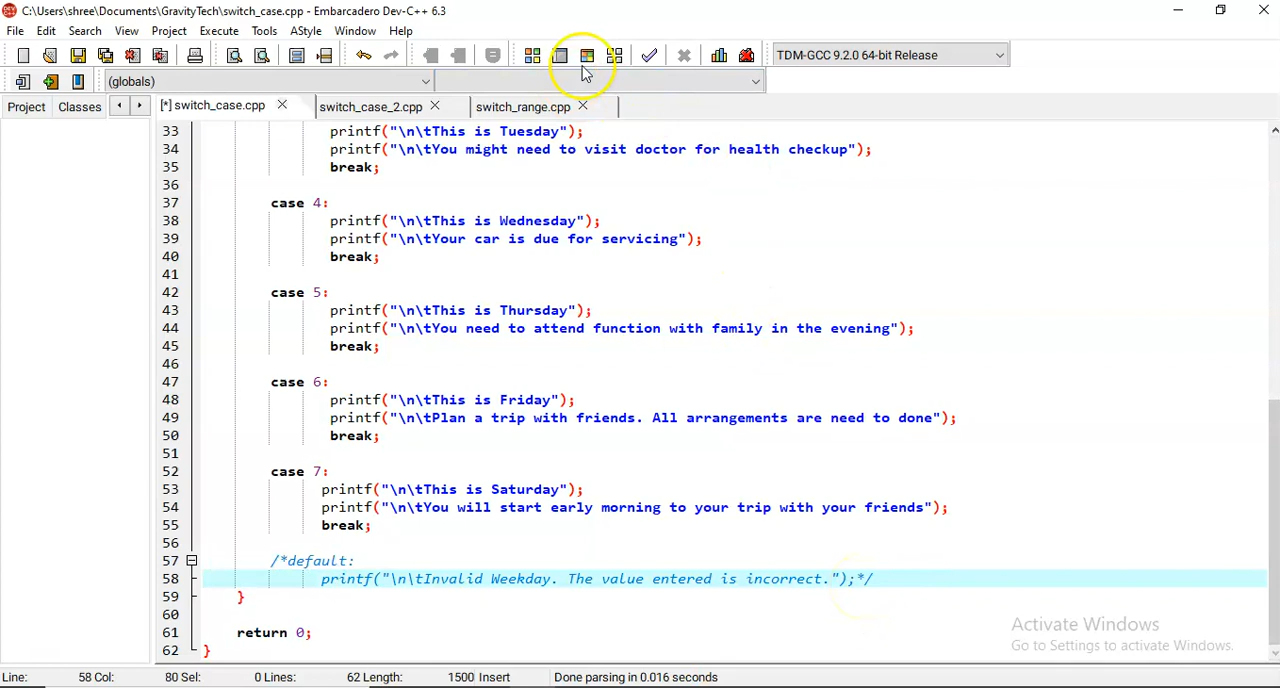 C:\Users\shree\Documents\GravityTech\switch_case.cpp - Embarcadero Dev-C++ 6.3
File Edit Search View Project Execute Tools AStyle Window Help
TDM-GCC 9.2.0 64-bit Release
(globals)
Project Classes [*] switch_case.cpp switch_case_2.cpp switch_range.cpp
33 printf("\n\tThis is Tuesday");
34 printf("\n\tYou might need to visit doctor for health checkup");
35 break;
36
37 case 4:
38 printf("\n\tThis is Wednesday");
39 printf("\n\tYour car is due for servicing");
40 break;
41
42 case 5:
43 printf("\n\tThis is Thursday");
44 printf("\n\tYou need to attend function with family in the evening");
45 break;
46
47 case 6:
48 printf("\n\tThis is Friday");
49 printf("\n\tPlan a trip with friends. All arrangements are need to done");
50 break;
51
52 case 7:
53 printf("\n\tThis is Saturday");
54 printf("\n\tYou will start early morning to your trip with your friends");
55 break;
56
57 /*default:
58 printf("\n\tInvalid Weekday. The value entered is incorrect.");*/
59 }
60
61 return 0;
62 }
Activate Windows
Go to Settings to activate Windows.
Line: 58 Col: 80 Sel: 0 Lines: 62 Length: 1500 Insert Done parsing in 0.016 seconds